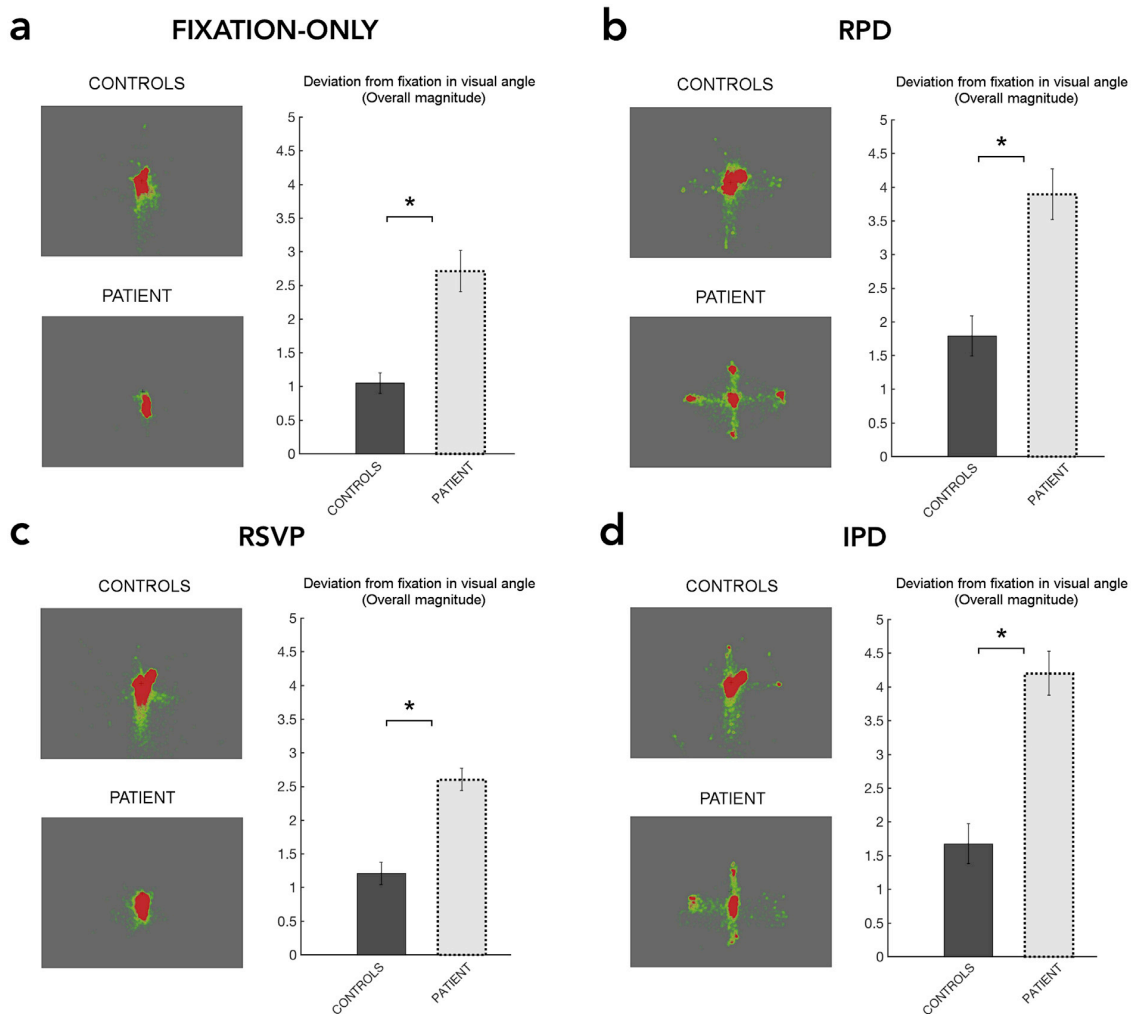 a
FIXATION-ONLY
CONTROLS
Deviation from fixation in visual angle
(Overall magnitude)
5
4.5
4
3.5
3
2.5
2
1.5
1
0.5
0
*
PATIENT
CONTROLS
PATIENT
b
RPD
CONTROLS
Deviation from fixation in visual angle
(Overall magnitude)
5
4.5
4
3.5
3
2.5
2
1.5
1
0.5
0
*
PATIENT
CONTROLS
PATIENT
c
RSVP
CONTROLS
Deviation from fixation in visual angle
(Overall magnitude)
5
4.5
4
3.5
3
2.5
2
1.5
1
0.5
0
*
PATIENT
CONTROLS
PATIENT
d
IPD
CONTROLS
Deviation from fixation in visual angle
(Overall magnitude)
5
4.5
4
3.5
3
2.5
2
1.5
1
0.5
0
*
PATIENT
CONTROLS
PATIENT